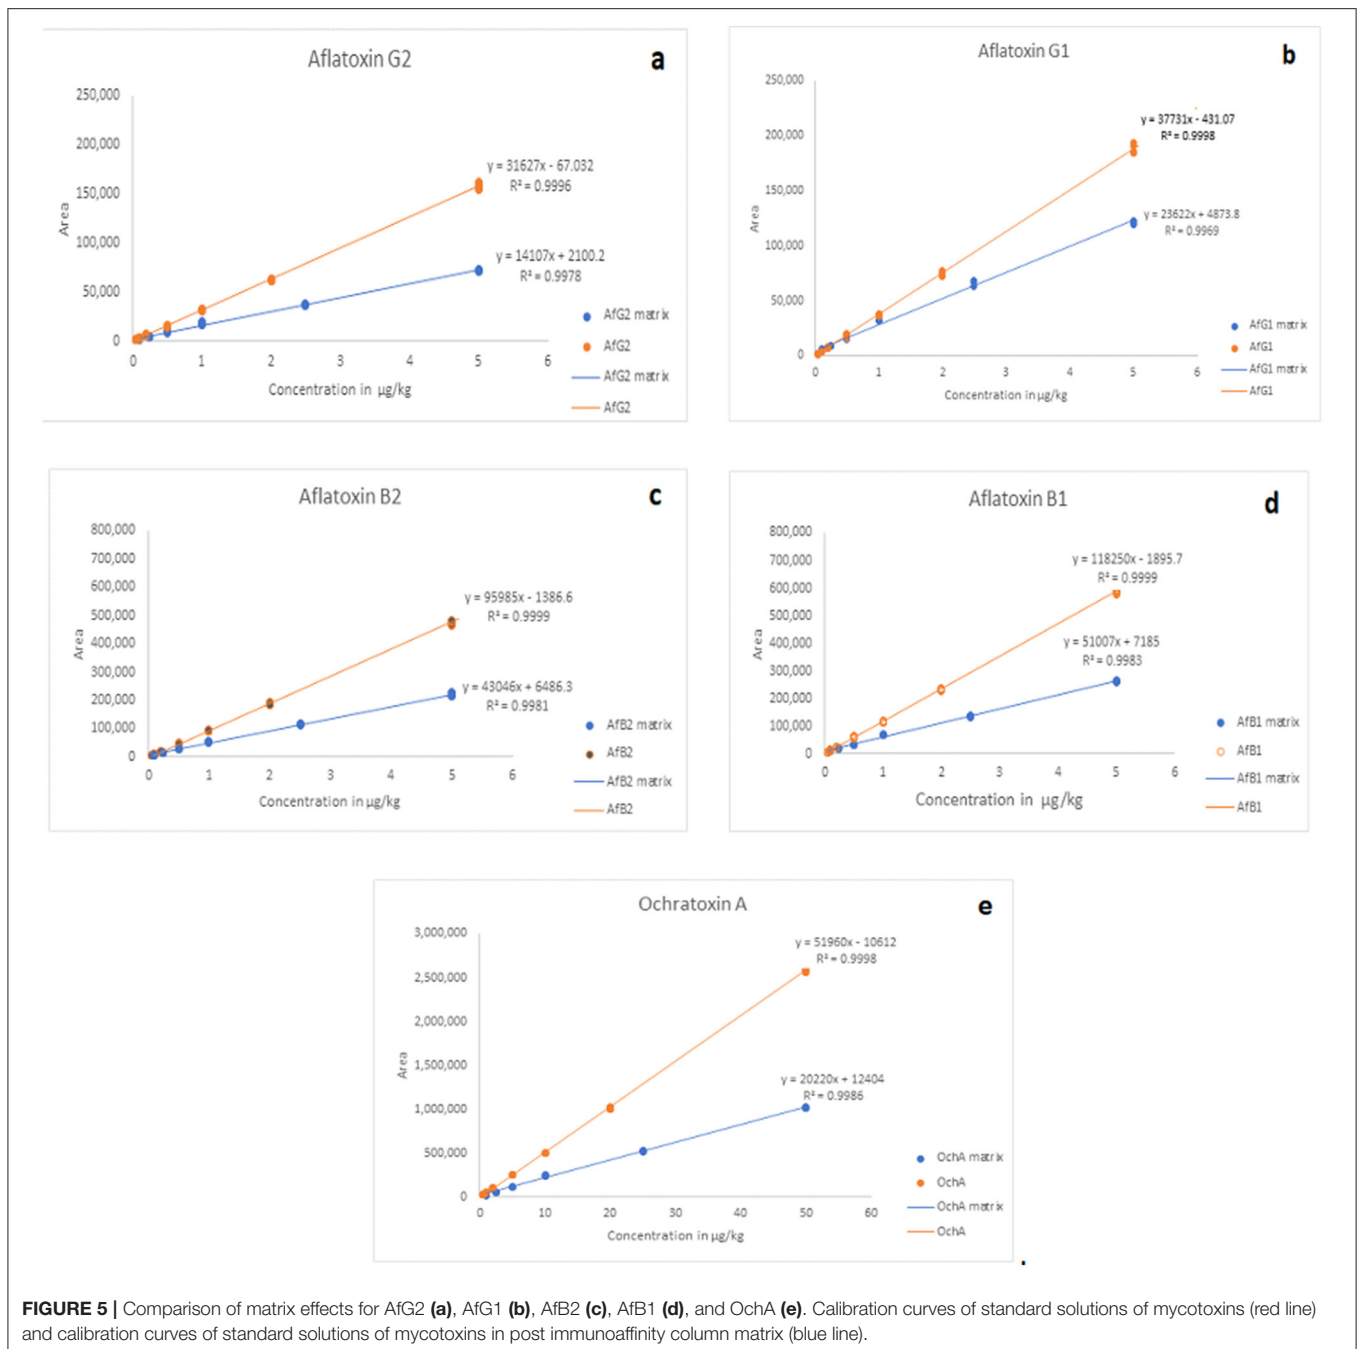 Aflatoxin G2
a
250,000
200,000
150,000
100,000
50,000
0
Area
y = 31627x - 67.032
R² = 0.9996
y = 14107x + 2100.2
R² = 0.9978
0 1 2 3 4 5 6
Concentration in µg/kg
AfG2 matrix
AfG2
AfG2 matrix
AfG2
Aflatoxin G1
b
250,000
200,000
150,000
100,000
50,000
0
Area
y = 37731x - 431.07
R² = 0.9998
y = 23622x + 4873.8
R² = 0.9969
0 1 2 3 4 5 6
Concentration in µg/kg
AfG1 matrix
AfG1
AfG1 matrix
AfG1
Aflatoxin B2
c
800,000
700,000
600,000
500,000
400,000
300,000
200,000
100,000
0
Area
y = 95985x - 1386.6
R² = 0.9999
y = 43046x + 6486.3
R² = 0.9981
0 1 2 3 4 5 6
Concentration in µg/kg
AfB2 matrix
AfB2
AfB2 matrix
AfB2
Aflatoxin B1
d
800,000
700,000
600,000
500,000
400,000
300,000
200,000
100,000
0
Area
y = 118250x - 1895.7
R² = 0.9999
y = 51007x + 7185
R² = 0.9983
0 1 2 3 4 5 6
Concentration in µg/kg
AfB1 matrix
AfB1
AfB1 matrix
AfB1
Ochratoxin A
e
3,000,000
2,500,000
2,000,000
1,500,000
1,000,000
500,000
0
Area
y = 51960x - 10612
R² = 0.9998
y = 20220x + 12404
R² = 0.9986
0 10 20 30 40 50 60
Concentration in µg/kg
OchA matrix
OchA
OchA matrix
OchA
FIGURE 5 | Comparison of matrix effects for AfG2 (a), AfG1 (b), AfB2 (c), AfB1 (d), and OchA (e). Calibration curves of standard solutions of mycotoxins (red line)
and calibration curves of standard solutions of mycotoxins in post immunoaffinity column matrix (blue line).